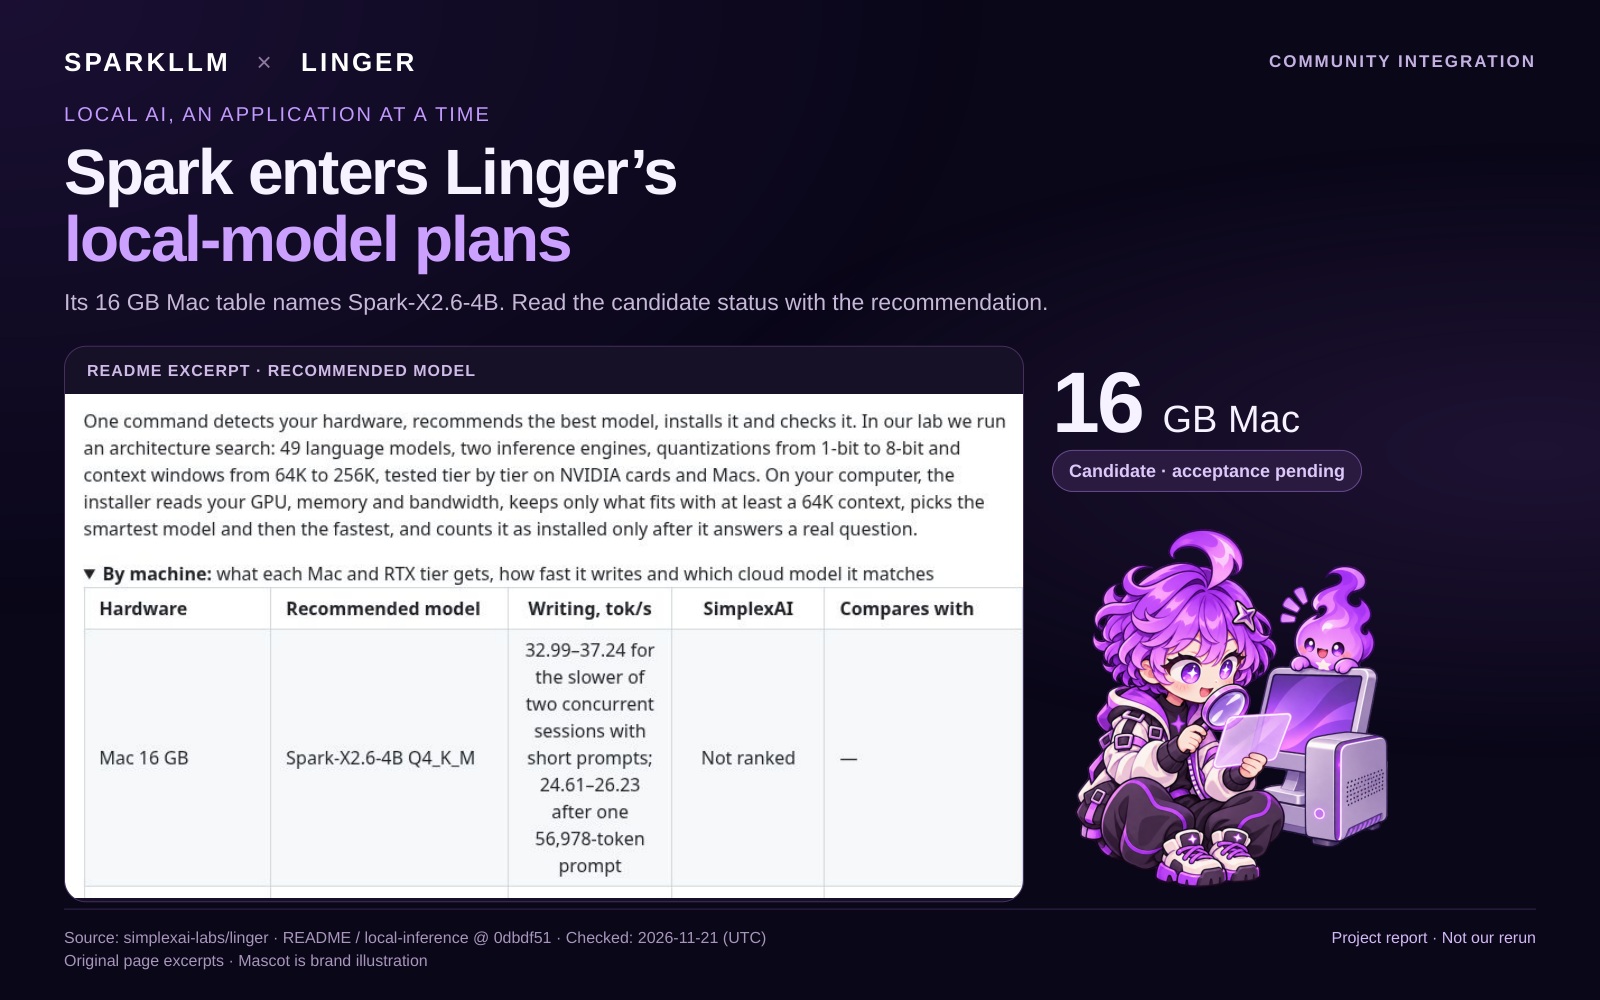 SPARKLLM × LINGER
COMMUNITY INTEGRATION
LOCAL AI, AN APPLICATION AT A TIME
Spark enters Linger’s
local-model plans
Its 16 GB Mac table names Spark-X2.6-4B. Read the candidate status with the recommendation.
README EXCERPT · RECOMMENDED MODEL
One command detects your hardware, recommends the best model, installs it and checks it. In our lab we run
an architecture search: 49 language models, two inference engines, quantizations from 1-bit to 8-bit and
context windows from 64K to 256K, tested tier by tier on NVIDIA cards and Macs. On your computer, the
installer reads your GPU, memory and bandwidth, keeps only what fits with at least a 64K context, picks the
smartest model and then the fastest, and counts it as installed only after it answers a real question.
▼ By machine: what each Mac and RTX tier gets, how fast it writes and which cloud model it matches
Hardware Recommended model Writing, tok/s SimplexAI Compares with
Mac 16 GB
Spark-X2.6-4B Q4_K_M
32.99–37.24 for
the slower of
two concurrent
sessions with
short prompts;
24.61–26.23
after one
56,978-token
prompt
Not ranked
—
16 GB Mac
Candidate · acceptance pending
Source: simplexai-labs/linger · README / local-inference @ 0dbdf51 · Checked: 2026-11-21 (UTC)
Original page excerpts · Mascot is brand illustration
Project report · Not our rerun